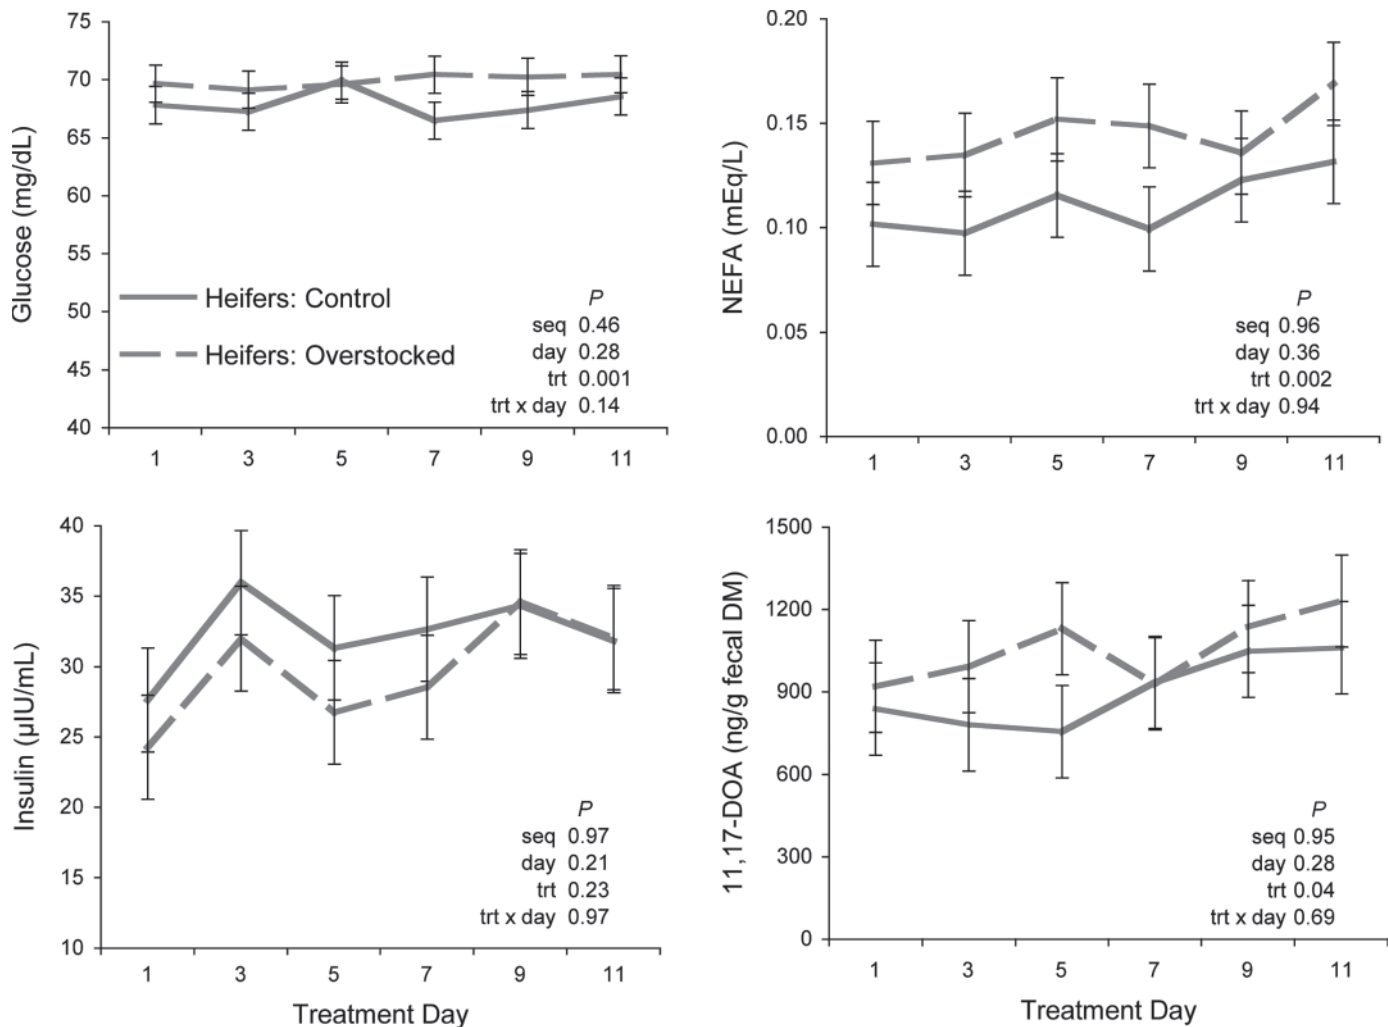 75
70
65
60
55
50
45
40
Glucose (mg/dL)
Heifers: Control
Heifers: Overstocked
P
seq 0.46
day 0.28
trt 0.001
trt x day 0.14
1 3 5 7 9 11
0.20
0.15
0.10
0.05
0.00
NEFA (mEq/L)
P
seq 0.96
day 0.36
trt 0.002
trt x day 0.94
1 3 5 7 9 11
40
35
30
25
20
15
10
Insulin (µIU/mL)
P
seq 0.97
day 0.21
trt 0.23
trt x day 0.97
1 3 5 7 9 11
Treatment Day
1500
1200
900
600
300
0
11,17-DOA (ng/g fecal DM)
P
seq 0.95
day 0.28
trt 0.04
trt x day 0.69
1 3 5 7 9 11
Treatment Day